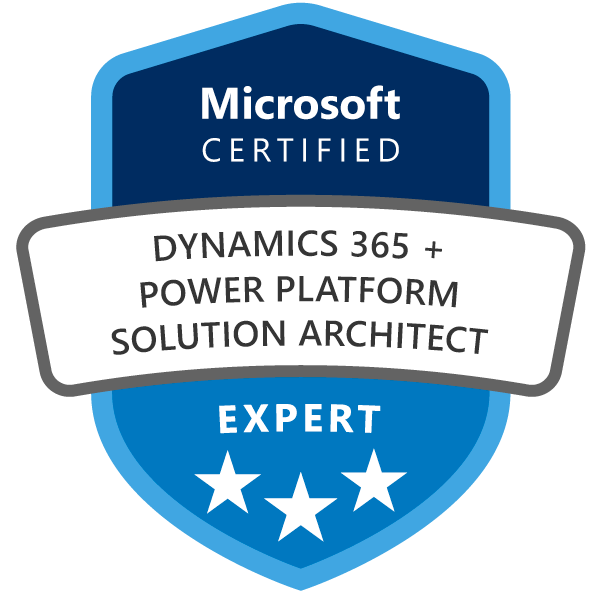 Microsoft
CERTIFIED
DYNAMICS 365 +
POWER PLATFORM
SOLUTION ARCHITECT
EXPERT